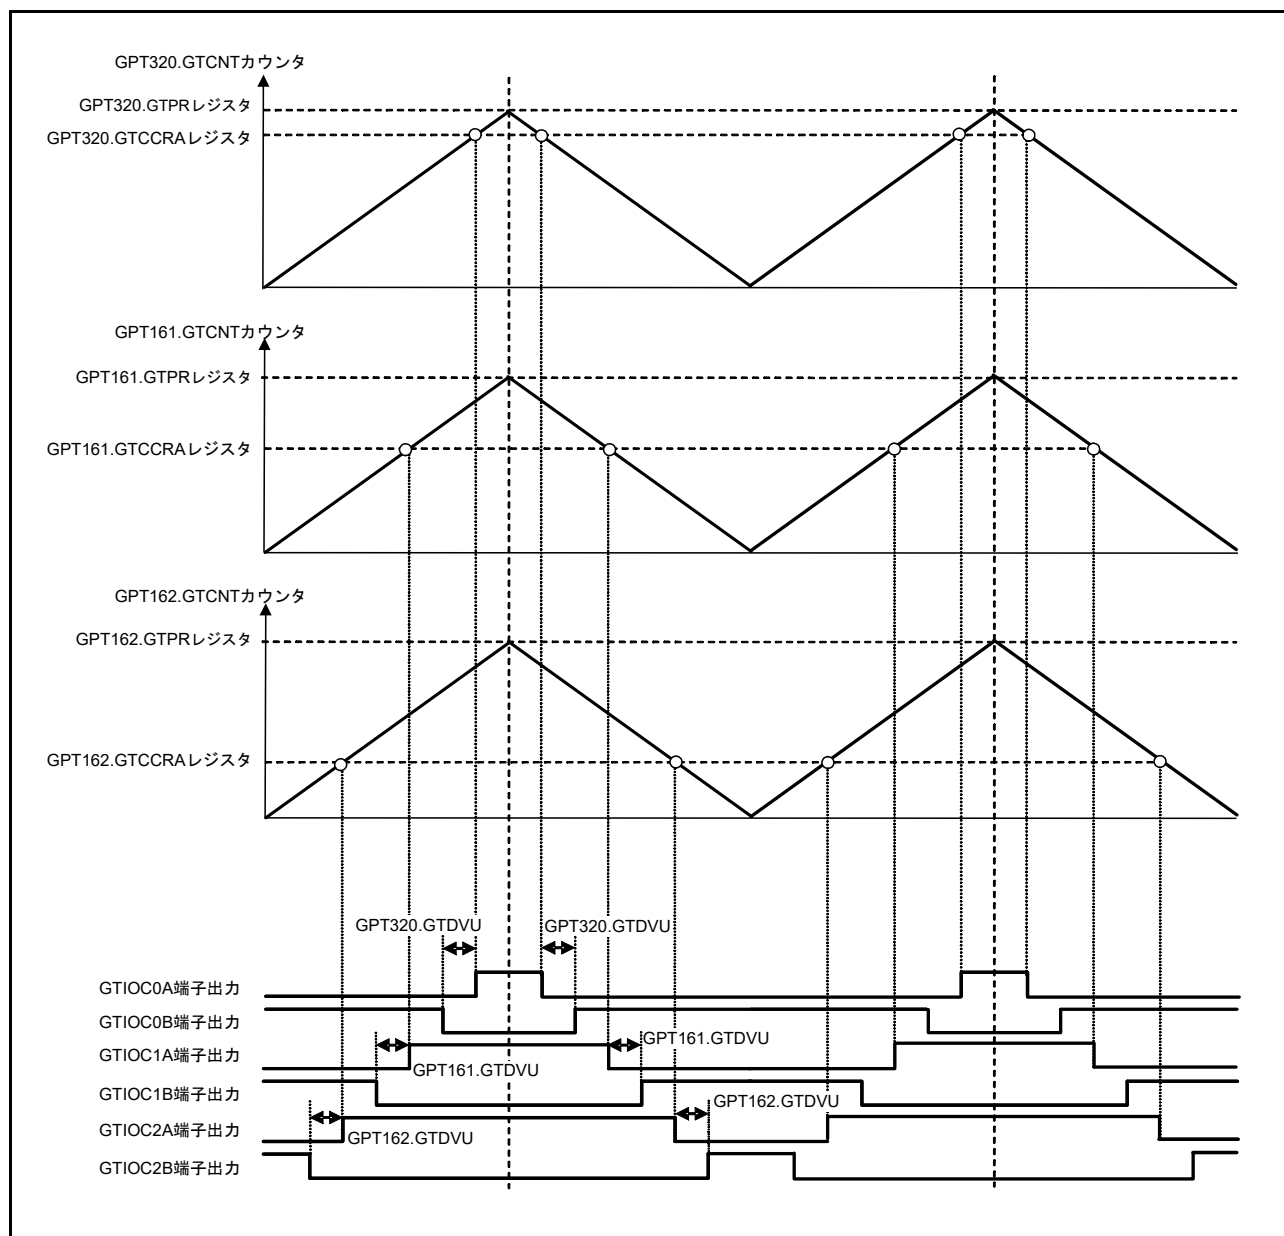 GPT320.GTCNTカウンタ
GPT320.GTPRレジスタ
GPT320.GTCCRAレジスタ
GPT161.GTCNTカウンタ
GPT161.GTPRレジスタ
GPT161.GTCCRAレジスタ
GPT162.GTCNTカウンタ
GPT162.GTPRレジスタ
GPT162.GTCCRAレジスタ
GPT320.GTDVU
GPT320.GTDVU
GTIOC0A端子出力
GTIOC0B端子出力
GPT161.GTDVU
GTIOC1A端子出力
GPT161.GTDVU
GTIOC1B端子出力
GPT162.GTDVU
GTIOC2A端子出力
GPT162.GTDVU
GTIOC2B端子出力